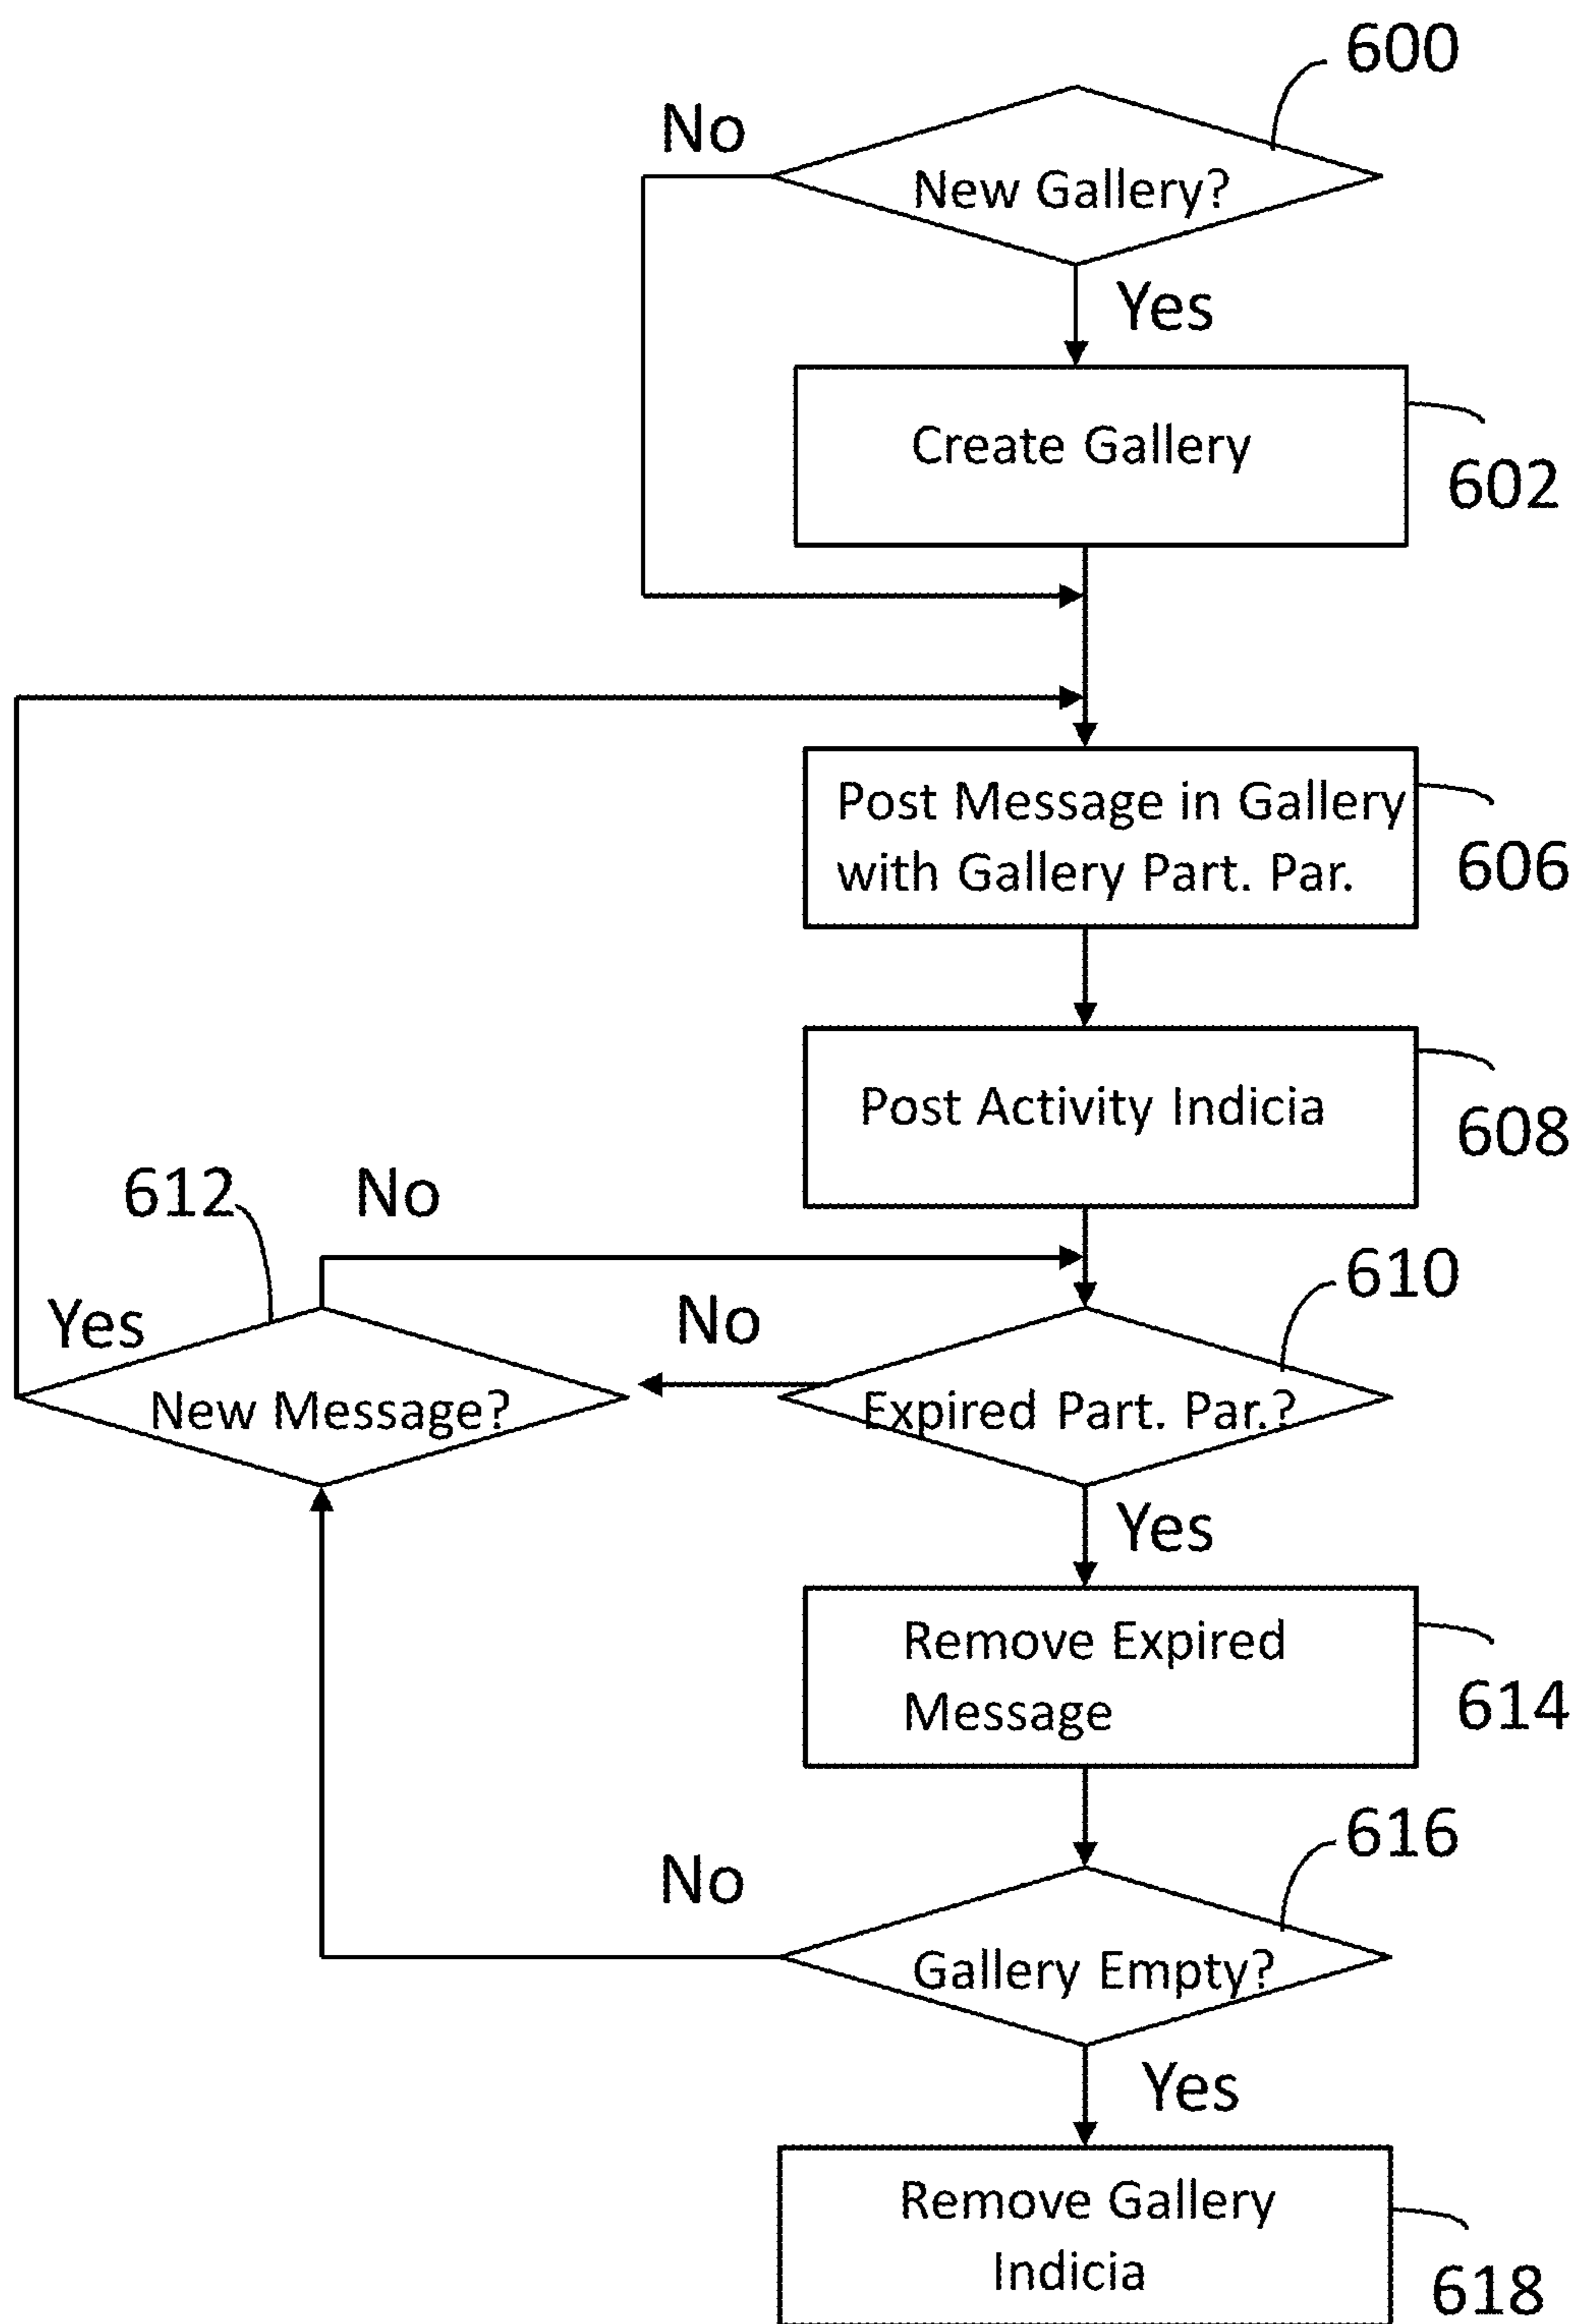 600
No
New Gallery?
Yes
Create Gallery
602
Post Message in Gallery
with Gallery Part. Par.
606
Post Activity Indicia
608
612
No
610
Yes
No
New Message?
Expired Part. Par.?
Yes
Remove Expired
Message
614
616
No
Gallery Empty?
Yes
Remove Gallery
Indicia
618